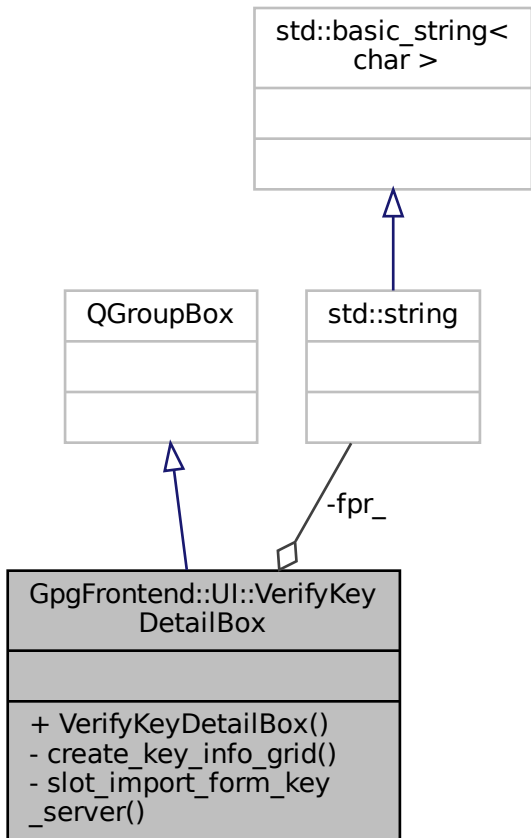 std::basic_string<
char >
QGroupBox
std::string
-fpr_
GpgFrontend::UI::VerifyKey
DetailBox
+ VerifyKeyDetailBox()
- create_key_info_grid()
- slot_import_form_key
_server()